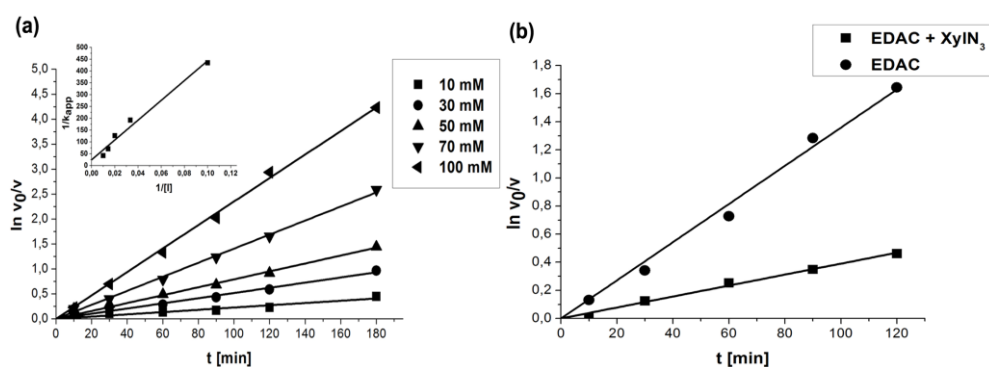 (a)
5,0
4,5
4,0
3,5
3,0
2,5
2,0
1,5
1,0
0,5
0,0
ln v0/v
0 20 40 60 80 100 120 140 160 180
t [min]
500
450
400
350
300
250
200
150
100
50
0
1/kapp
0,00 0,02 0,04 0,06 0,08 0,10 0,12
1/[I]
10 mM
30 mM
50 mM
70 mM
100 mM
(b)
EDAC + XylN3
EDAC
1,8
1,6
1,4
1,2
1,0
0,8
0,6
0,4
0,2
0,0
ln v0/v
0 20 40 60 80 100 120
t [min]